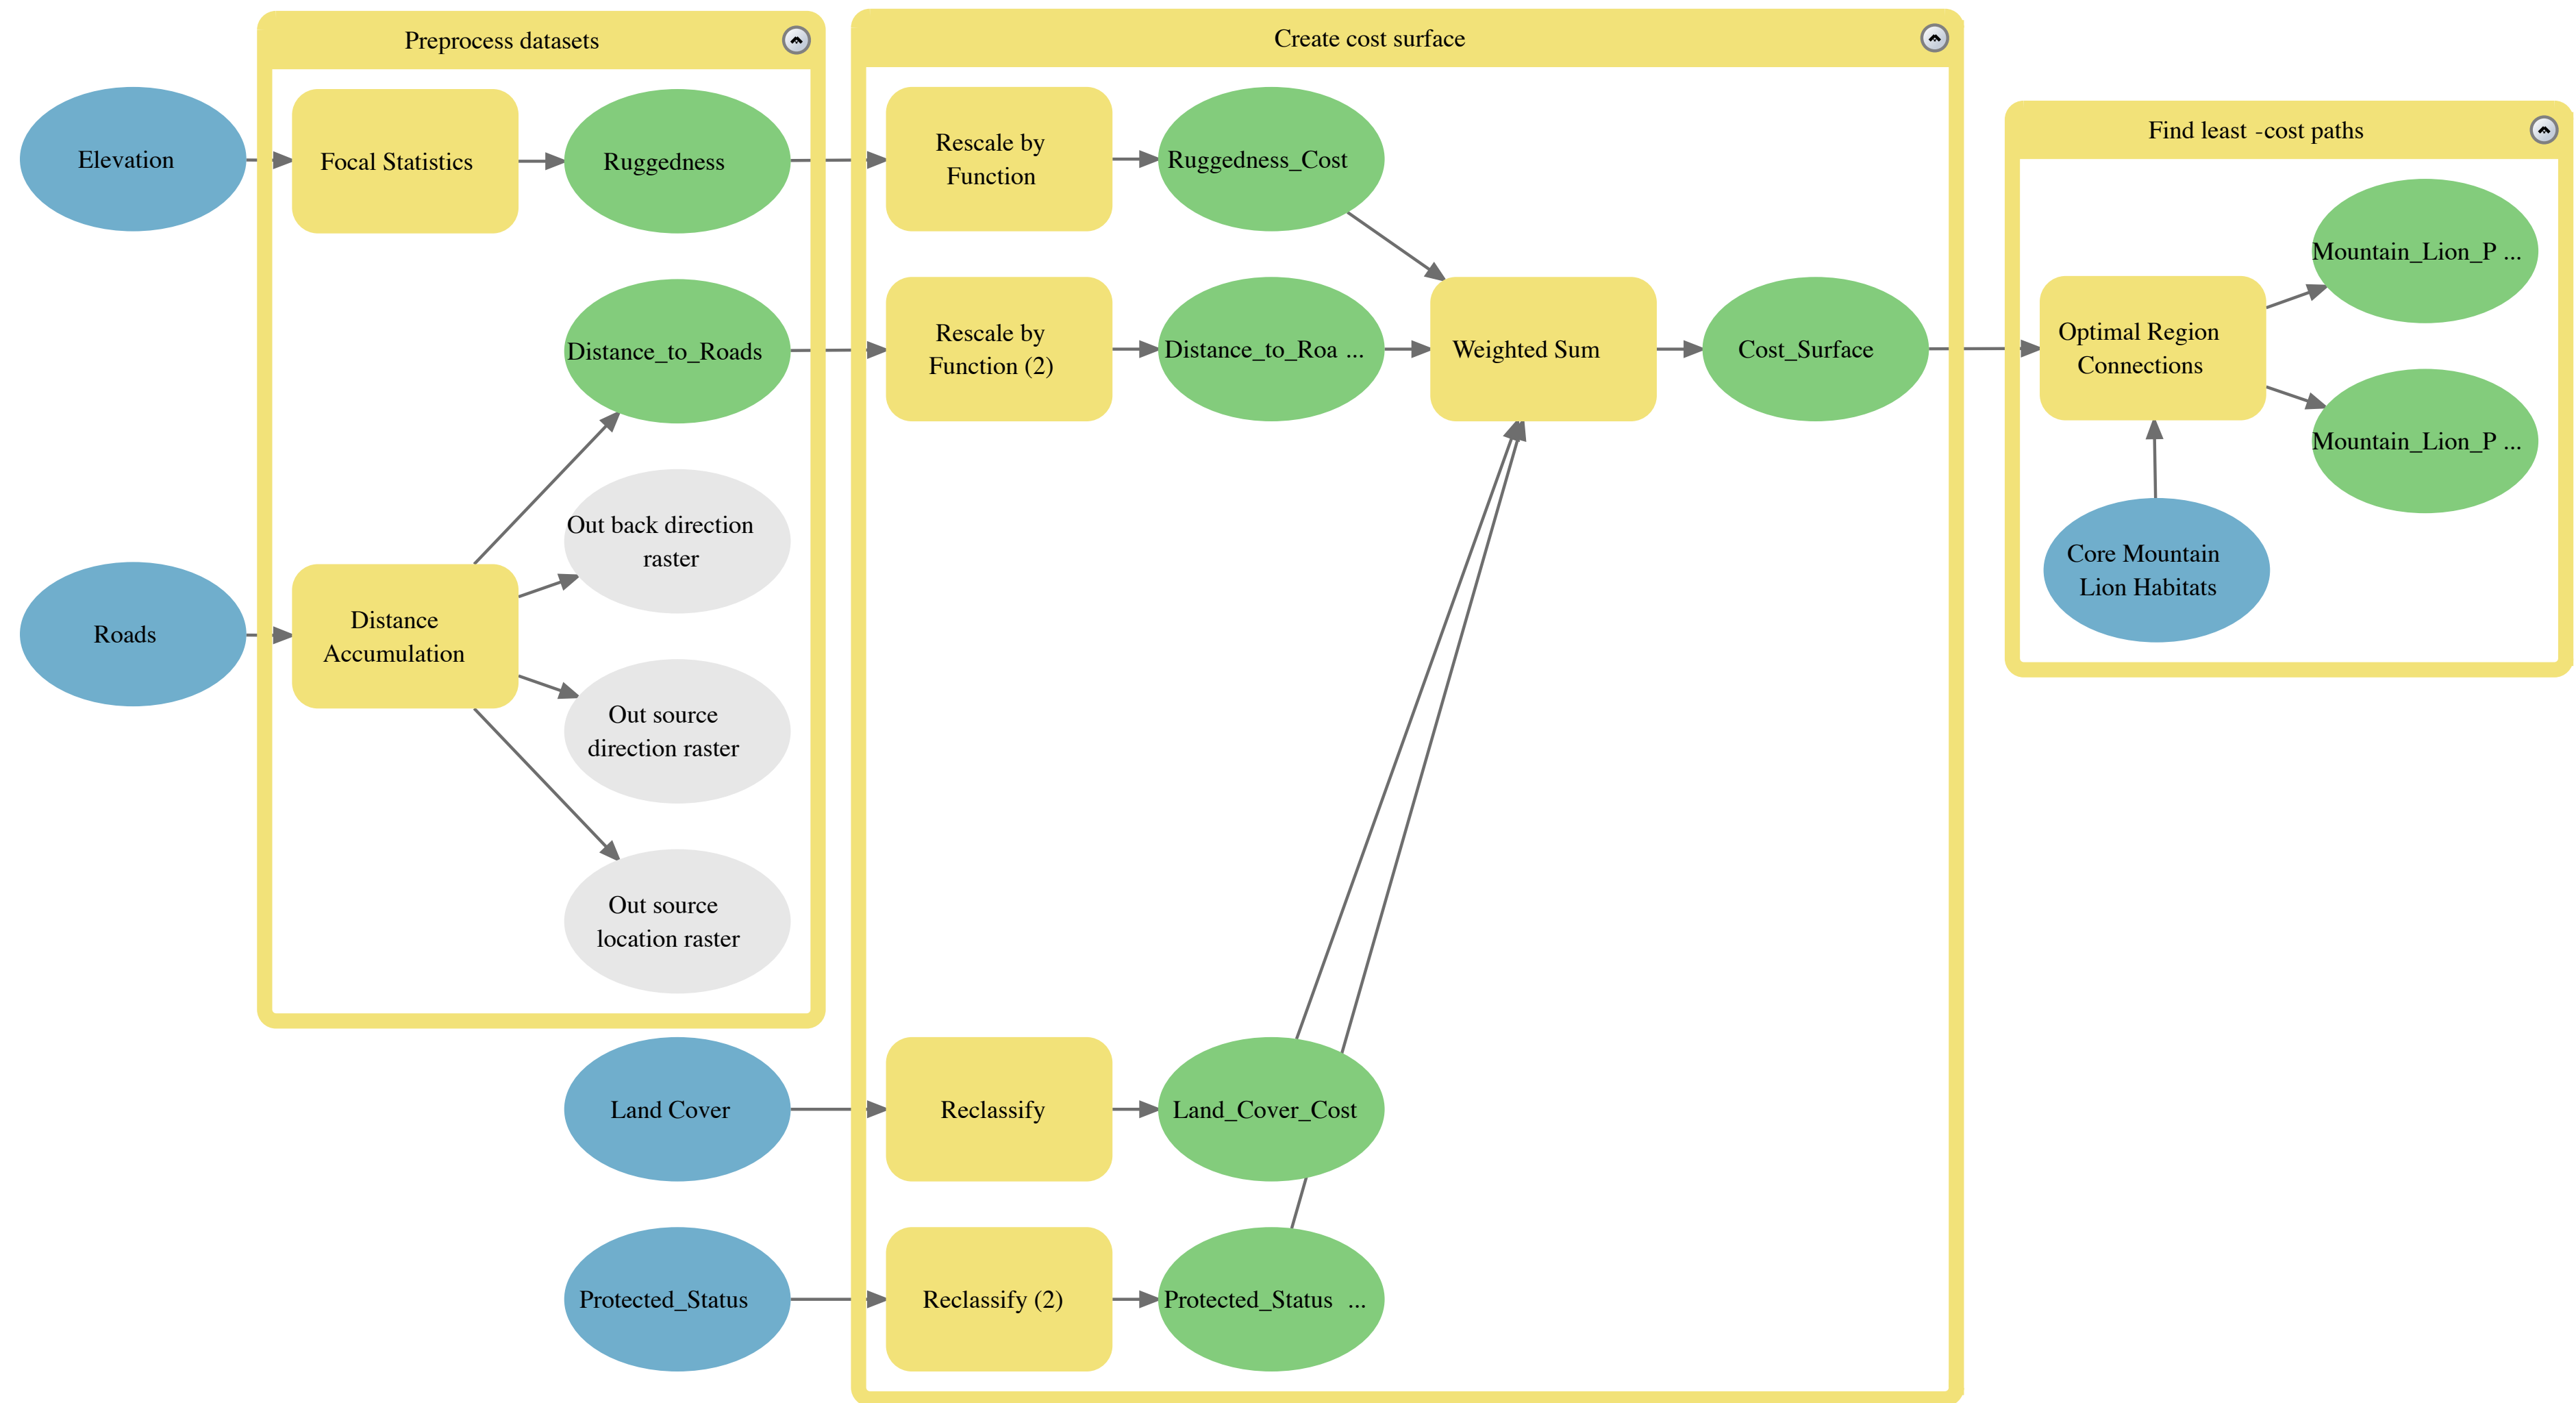 Preprocess datasets
Elevation
Focal Statistics
Ruggedness
Distance_to_Roads
Out back direction
raster
Roads
Distance
Accumulation
Out source
direction raster
Out source
location raster
Land Cover
Protected_Status
Create cost surface
Rescale by
Function
Ruggedness_Cost
Rescale by
Function (2)
Distance_to_Roa ...
Weighted Sum
Cost_Surface
Reclassify
Land_Cover_Cost
Reclassify (2)
Protected_Status ...
Find least -cost paths
Mountain_Lion_P ...
Optimal Region
Connections
Mountain_Lion_P ...
Core Mountain
Lion Habitats